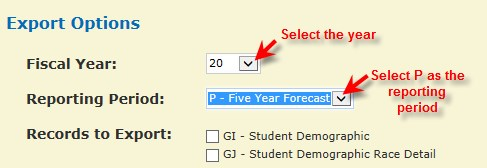 Export Options
Select the year
Fiscal Year:
20
Select P as the
reporting
period
Reporting Period:
P - Five Year Forecast
Records to Export:
GI - Student Demographic
GJ - Student Demographic Race Detail